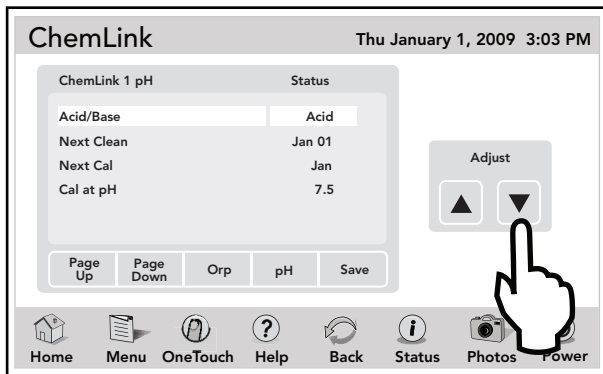 ChemLink
Thu January 1, 2009 3:03 PM
ChemLink 1 pH Status
Acid/Base Acid
Next Clean Jan 01
Next Cal Jan
Cal at pH 7.5
Adjust
Page Up
Page Down
Orp
pH
Save
Home Menu OneTouch Help Back Status Photos Power